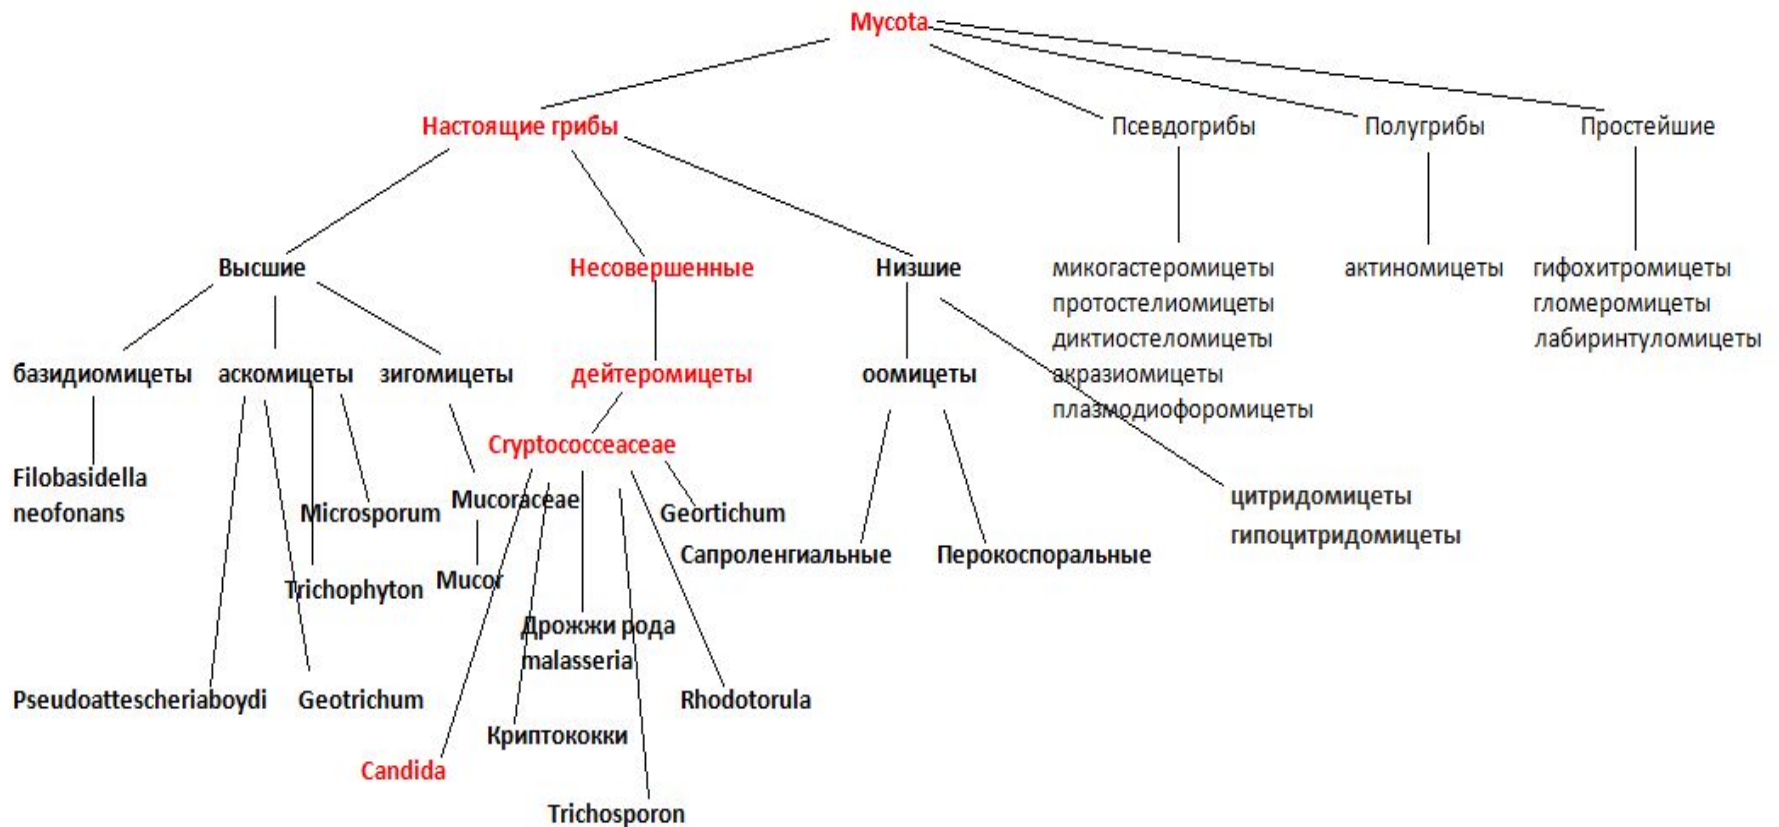 Mycota
Настоящие грибы
Псевдогрибы
Полугрибы
Простейшие
Высшие
Несовершенные
Низшие
микогастеромицеты
протостелиомицеты
диктиостеломицеты
акразиомицеты
плазмодиофоромицеты
актиномицеты
гифохитромицеты
гломеромицеты
лабиринтуломицеты
базидиомицеты
аскомицеты
зигомицеты
дейтеромицеты
оомицеты
Cryptococceaceae
Filobasidella
neofonans
Microsporum
Mucoraceae
Geortichum
цитридомицеты
гипоцитридомицеты
Сапроленгиальные
Перокоспоральные
Trichophyton
Mucor
Дрожжи рода
malasseria
Pseudoattescheriaboydi
Geotrichum
Rhodotorula
Криптококки
Candida
Trichosporon